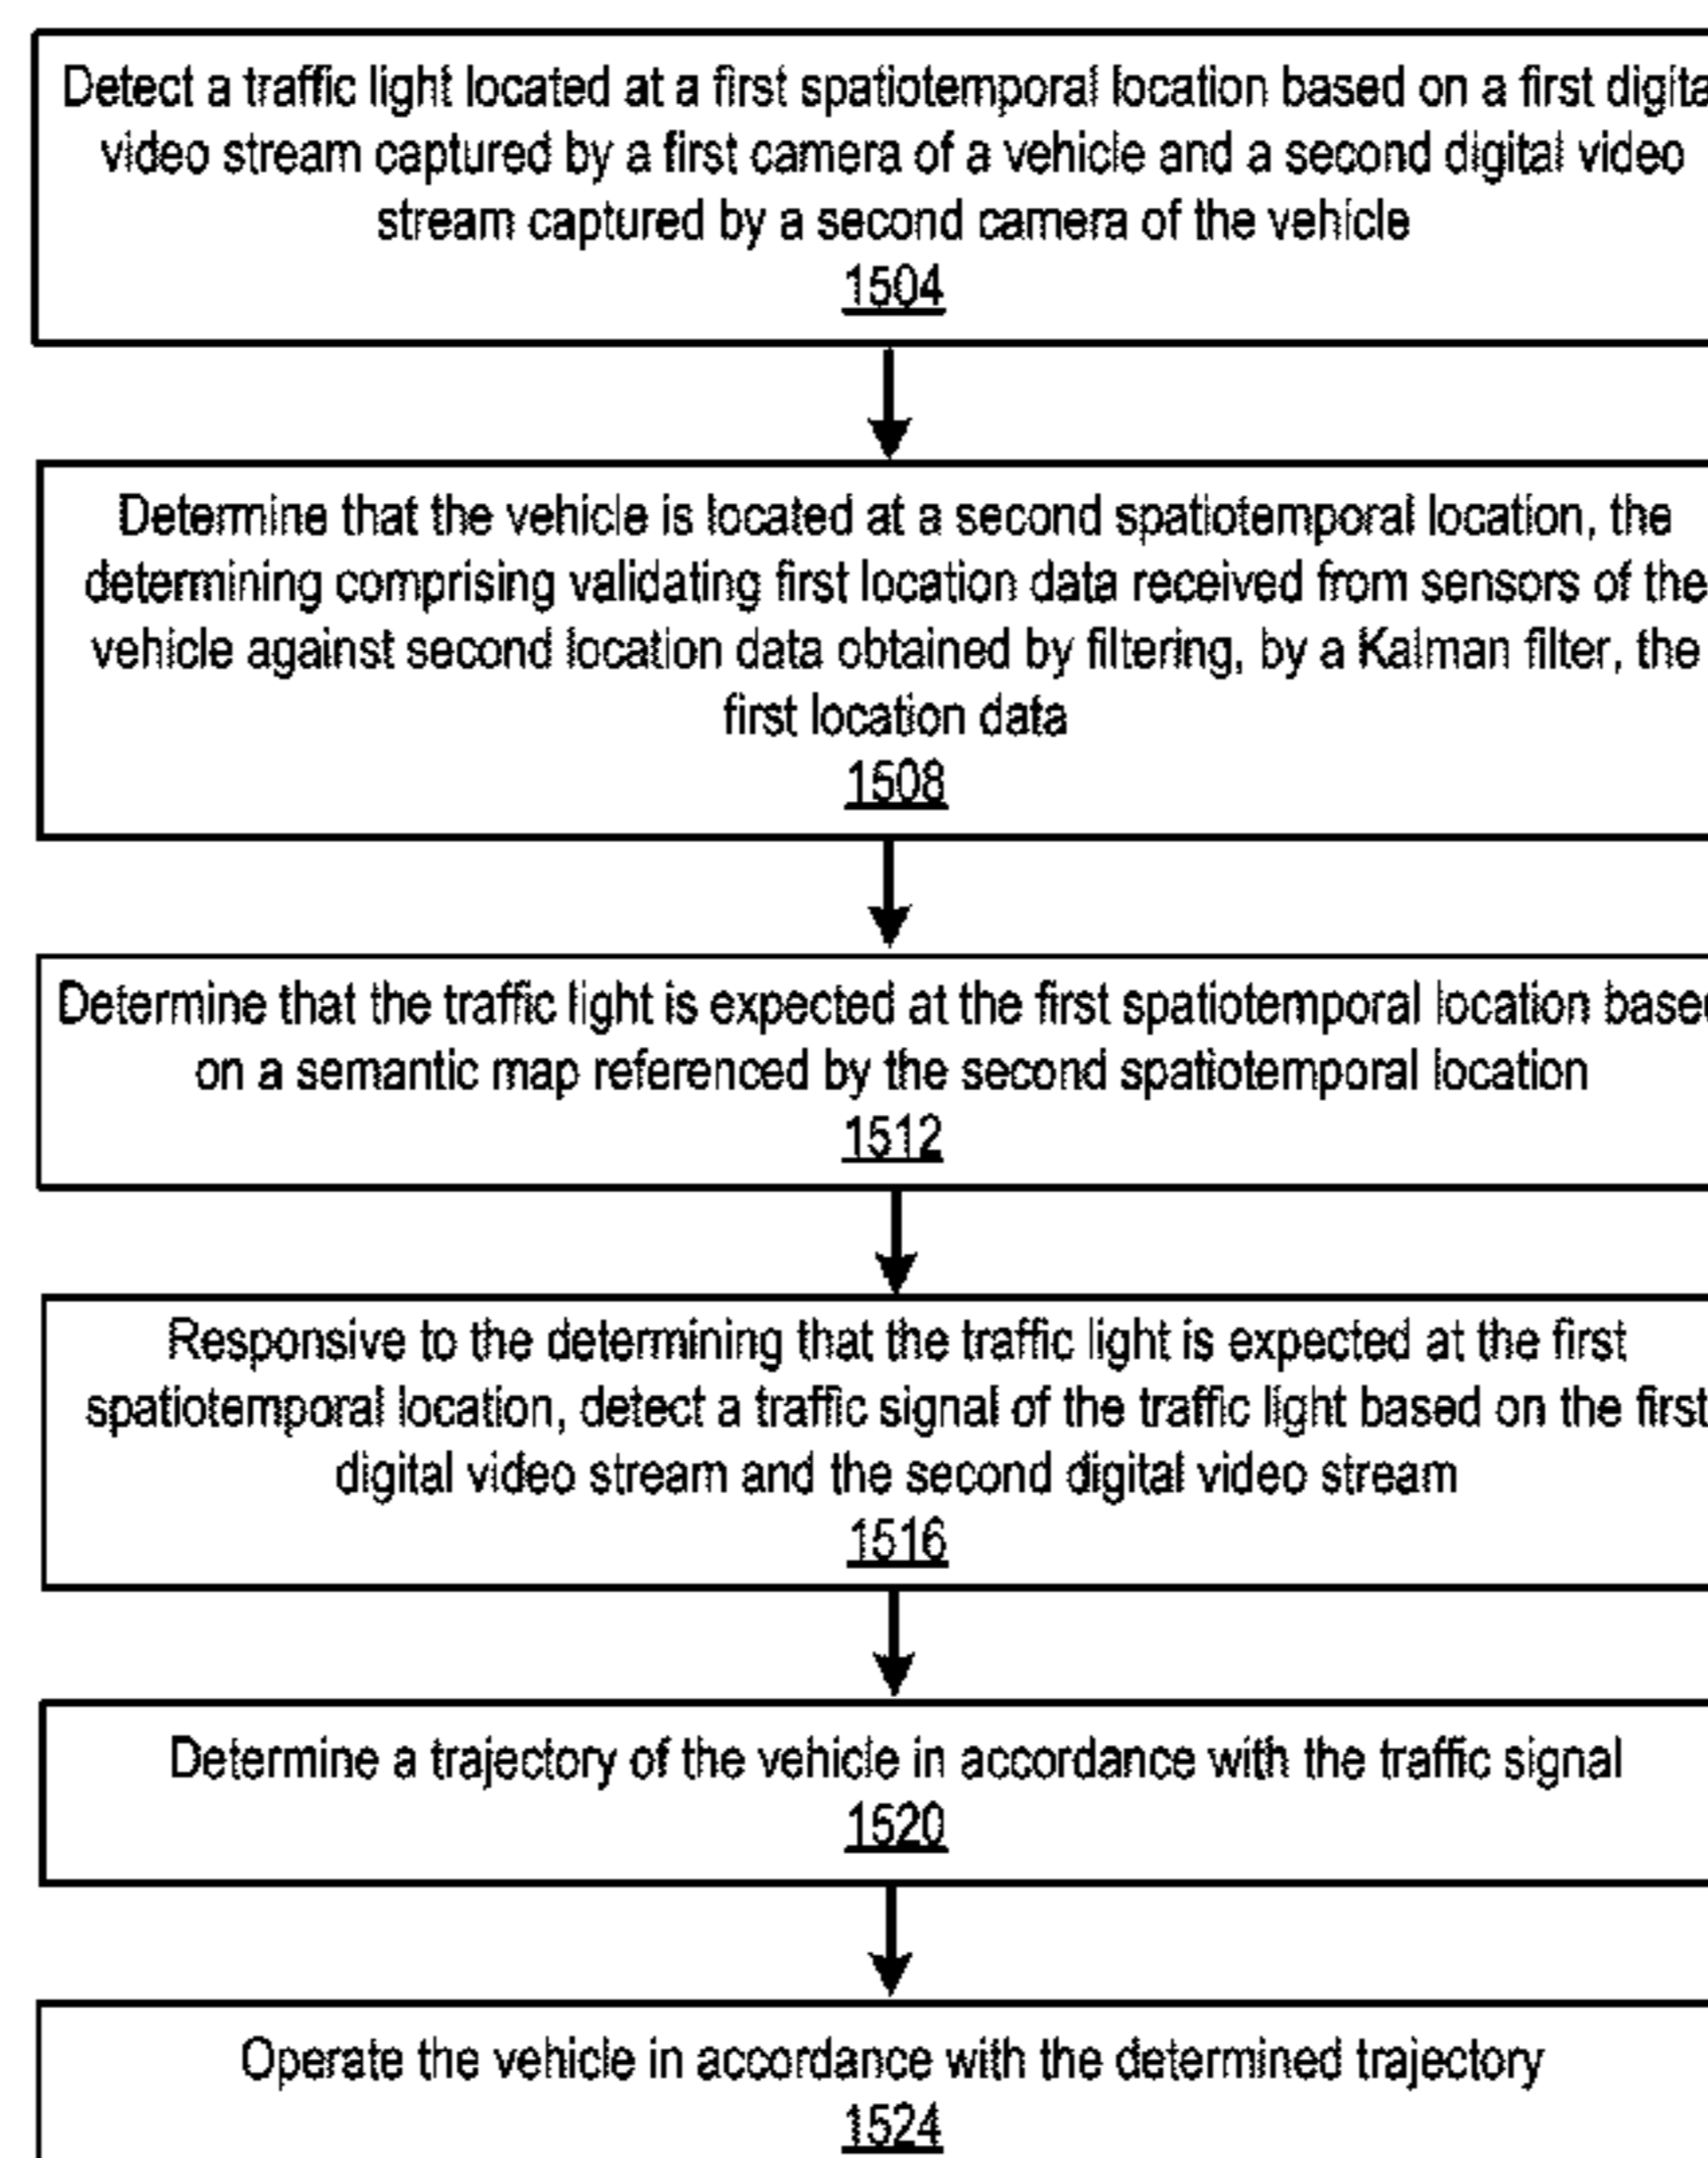 Detect a traffic light located at a first spatiotemporal location based on a first digita
video stream captured by a first camera of a vehicle and a second digital video
stream captured by a second camera of the vehicle
1504
Determine that the vehicle is located at a second spatiotemporal location, the
determining comprising validating first location data received from sensors of the
vehicle against second location data obtained by filtering, by a Kalman filter, the
first location data
1508
Determine that the traffic light is expected at the first spatiotemporal location base
on a semantic map referenced by the second spatiotemporal location
1512
Responsive to the determining that the traffic light is expected at the first
spatiotemporal location, detect a traffic signal of the traffic light based on the first
digital video stream and the second digital video stream
1516
Determine a trajectory of the vehicle in accordance with the traffic signal
1520
Operate the vehicle in accordance with the determined trajectory
1524